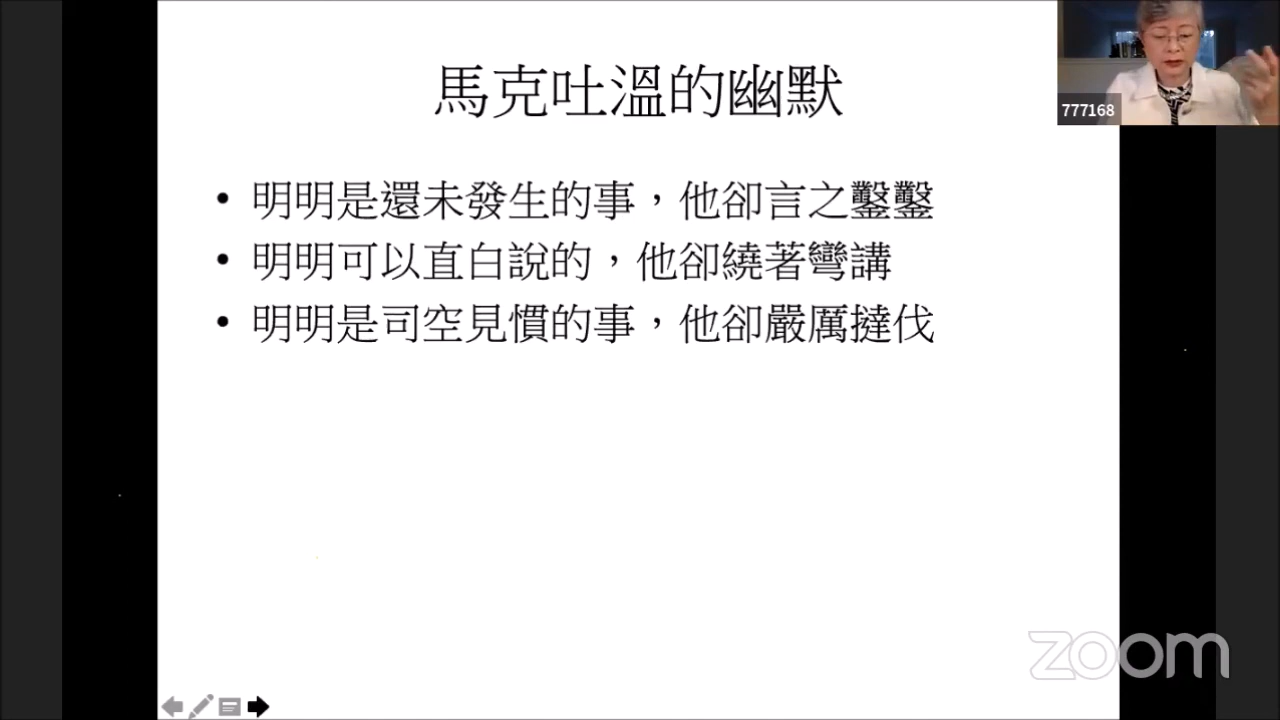 馬克吐溫的幽默
777168
• 明明是還未發生的事，他卻言之鑿鑿
• 明明可以直白說的，他卻繞著彎講
• 明明是司空見慣的事，他卻嚴厲撻伐
zoom